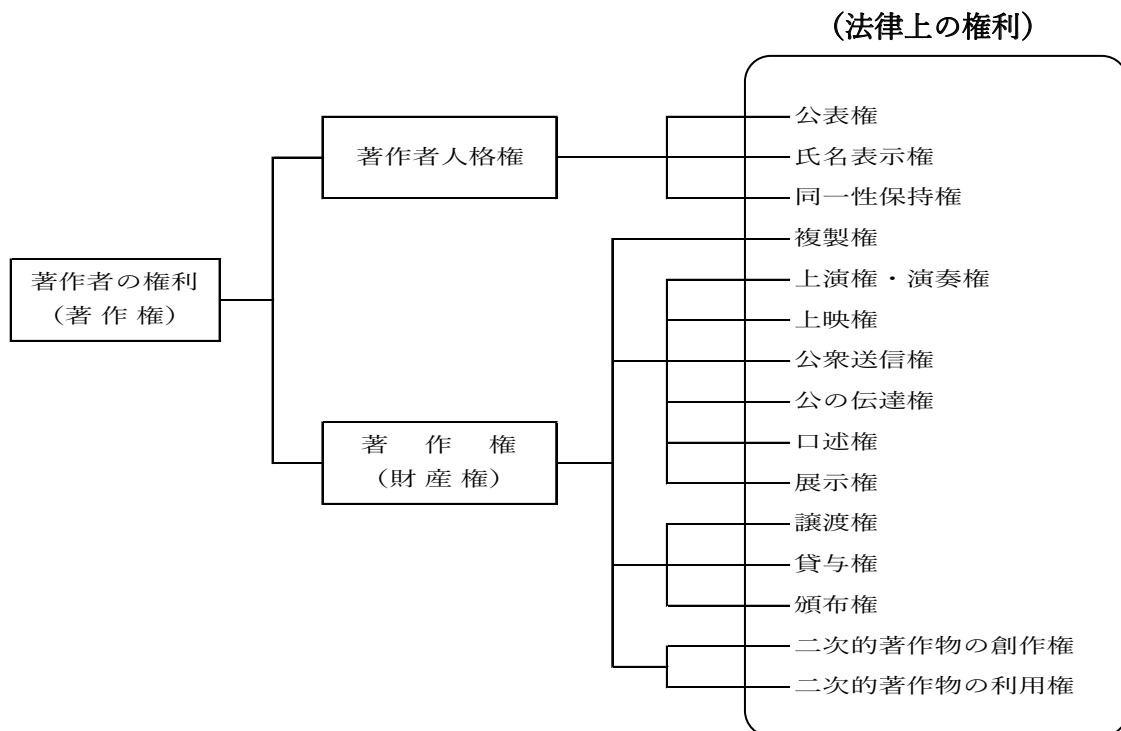 (法律上の権利)
公表権
著作者人格権
氏名表示権
同一性保持権
複製権
著作者の権利
(著作権)
上演権・演奏権
上映権
公衆送信権
公の伝達権
著作権
(財産権)
口述権
展示権
譲渡権
貸与権
頒布権
二次的著作物の創作権
二次的著作物の利用権